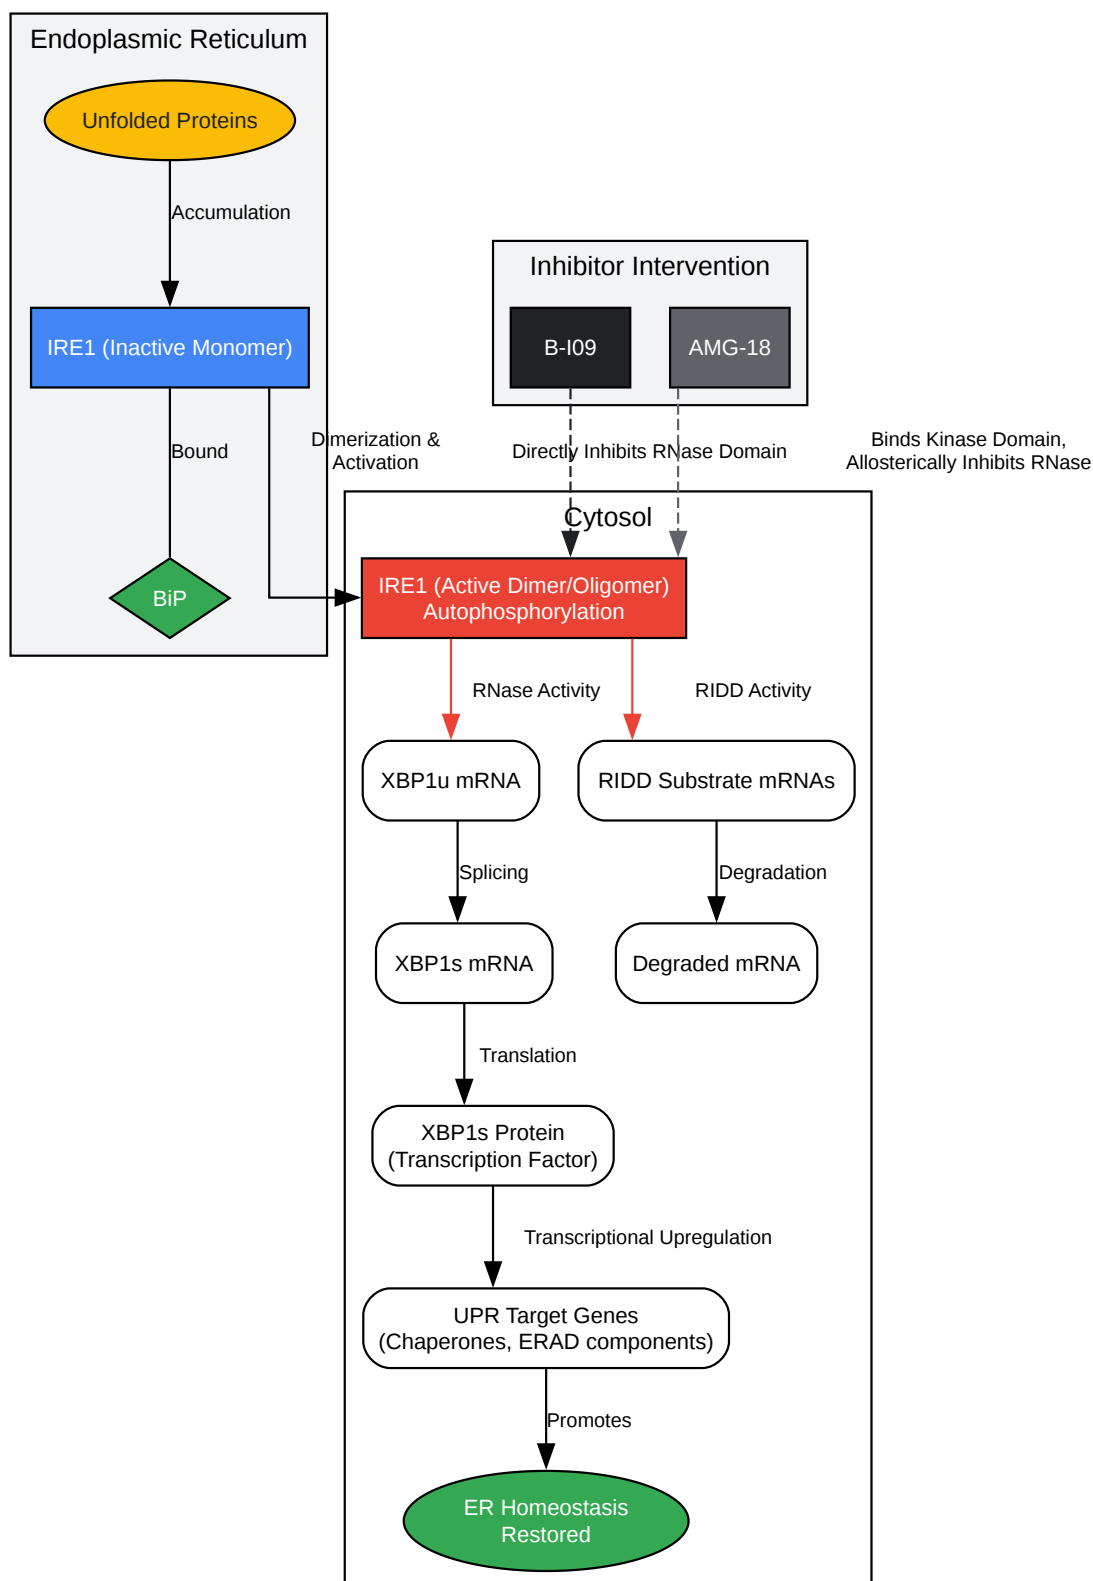 Endoplasmic Reticulum
Unfolded Proteins
Accumulation
Inhibitor Intervention
IRE1 (Inactive Monomer)
B-I09
AMG-18
Bound
Dimerization &
Activation
Directly Inhibits RNase Domain
Binds Kinase Domain,
Allosterically Inhibits RNase
Cytosol
BiP
IRE1 (Active Dimer/Oligomer)
Autophosphorylation
RNase Activity
RIDD Activity
XBP1u mRNA
RIDD Substrate mRNAs
Splicing
Degradation
XBP1s mRNA
Degraded mRNA
Translation
XBP1s Protein
(Transcription Factor)
Transcriptional Upregulation
UPR Target Genes
(Chaperones, ERAD components)
Promotes
ER Homeostasis
Restored